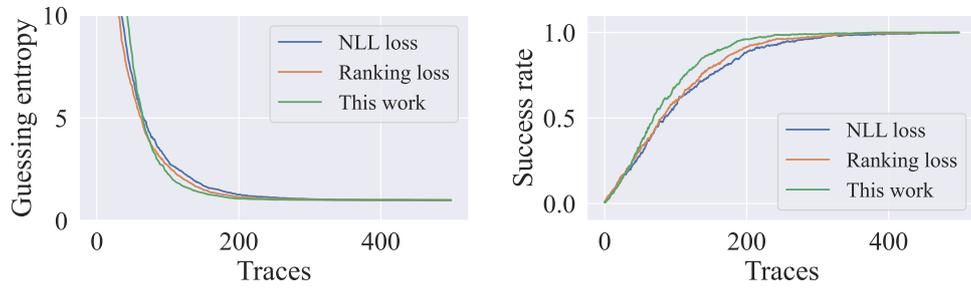 Guessing entropy
10
5
0
NLL loss
Ranking loss
This work
0 200 400
Traces
Success rate
1.0
0.5
0.0
NLL loss
Ranking loss
This work
0 200 400
Traces